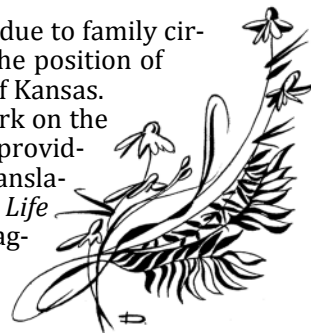 due to family cir-
he position of
f Kansas.
rk on the
provid-
ansla-
Life
ag-
D.